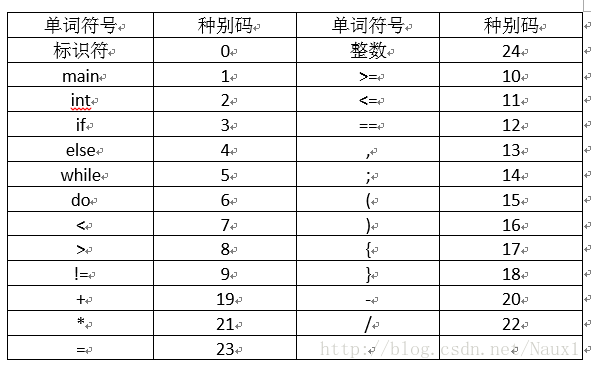 单词符号 种别码 单词符号 种别码
标识符 0 整数 24
main 1 >= 10
int 2 <= 11
if 3 == 12
else 4 , 13
while 5 ; 14
do 6 ( 15
< 7 ) 16
> 8 { 17
!= 9 } 18
+ 19 - 20
* 21 / 22
= 23
http://blog.csdn.net/Naux1